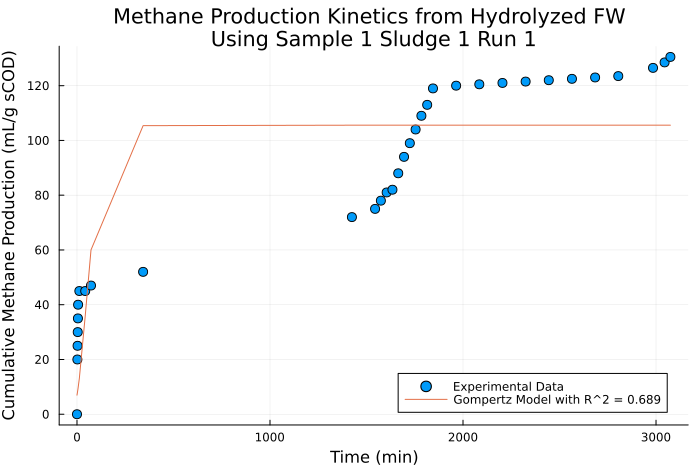 Methane Production Kinetics from Hydrolyzed FW
Using Sample 1 Sludge 1 Run 1
Cumulative Methane Production (mL/g sCOD)
120
100
80
60
40
20
0
0
1000
2000
3000
Time (min)
Experimental Data
Gompertz Model with R^2 = 0.689